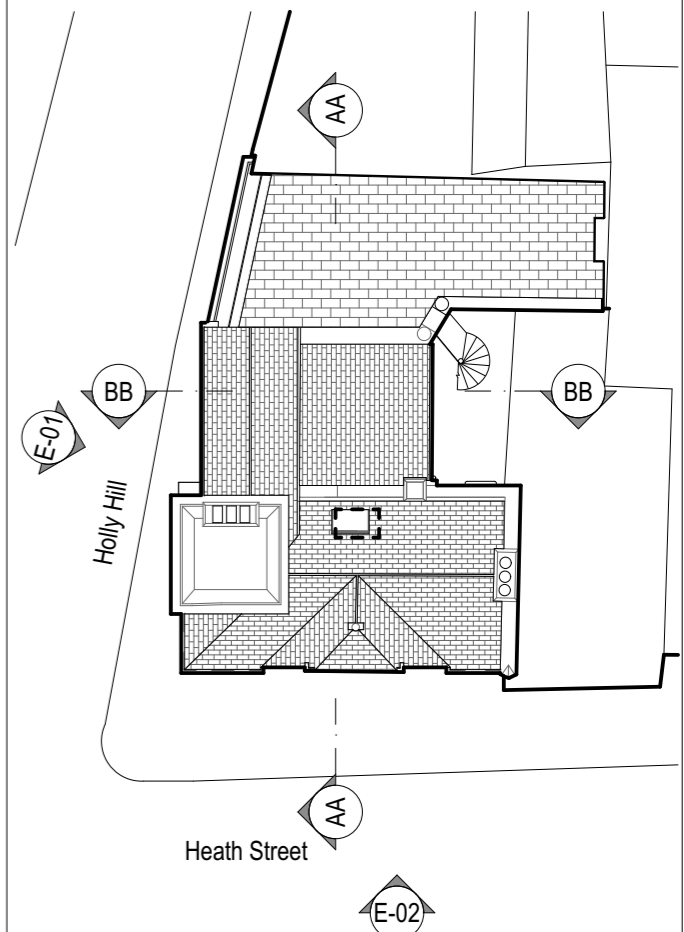 AA
BB
BB
E-01
Holly Hill
AA
Heath Street
E-02